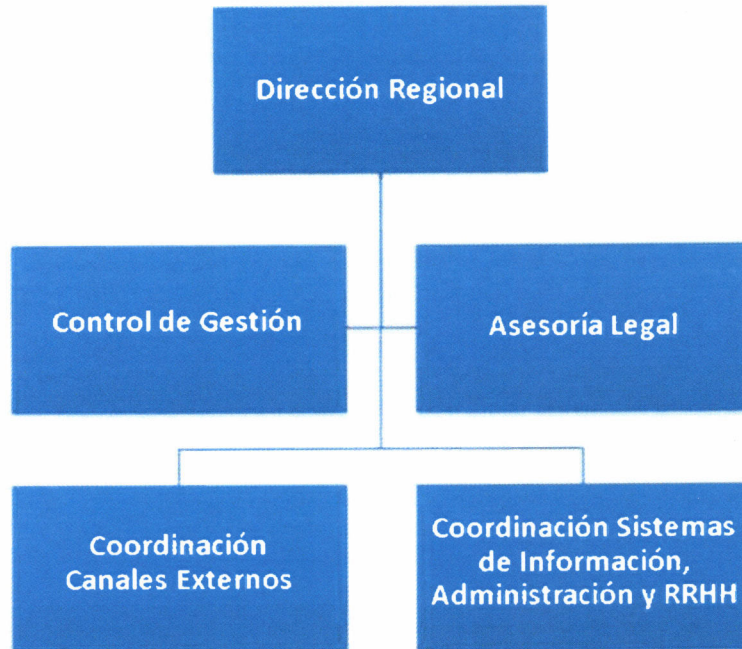 Dirección Regional
Control de Gestión
Asesoría Legal
Coordinación
Canales Externos
Coordinación Sistemas
de Información,
Administración y RRHH